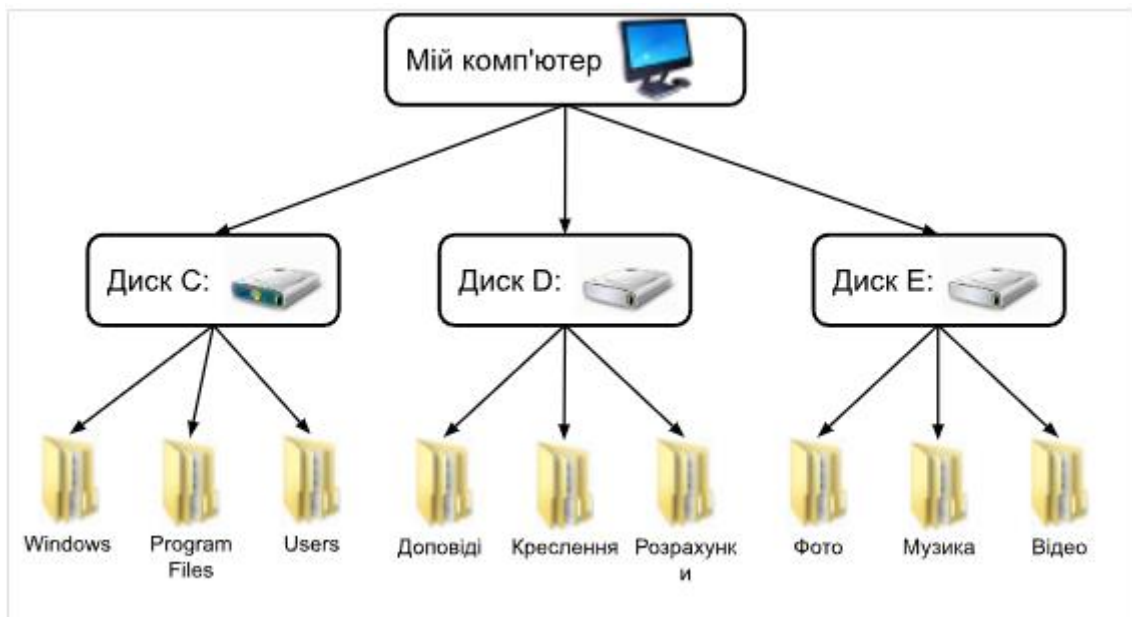 Мій комп'ютер
Диск C:
Диск D:
Диск E:
Windows
Program
Files
Users
Доповіді
Креслення
Розрахунк
и
Фото
Музика
Відео